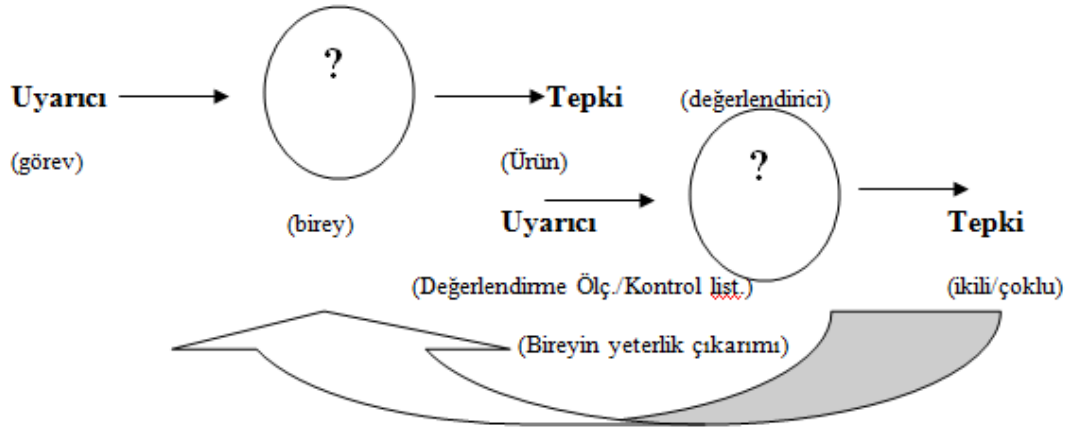 ?
Uyarıcı
Tepki
(değerlendirici)
(görev)
(Ürün)
?
(birey)
Uyarıcı
Tepki
(Değerlendirme Ölç./Kontrol list.)
(ikili/çoklu)
(Bireyin yeterlik çıkarımı)